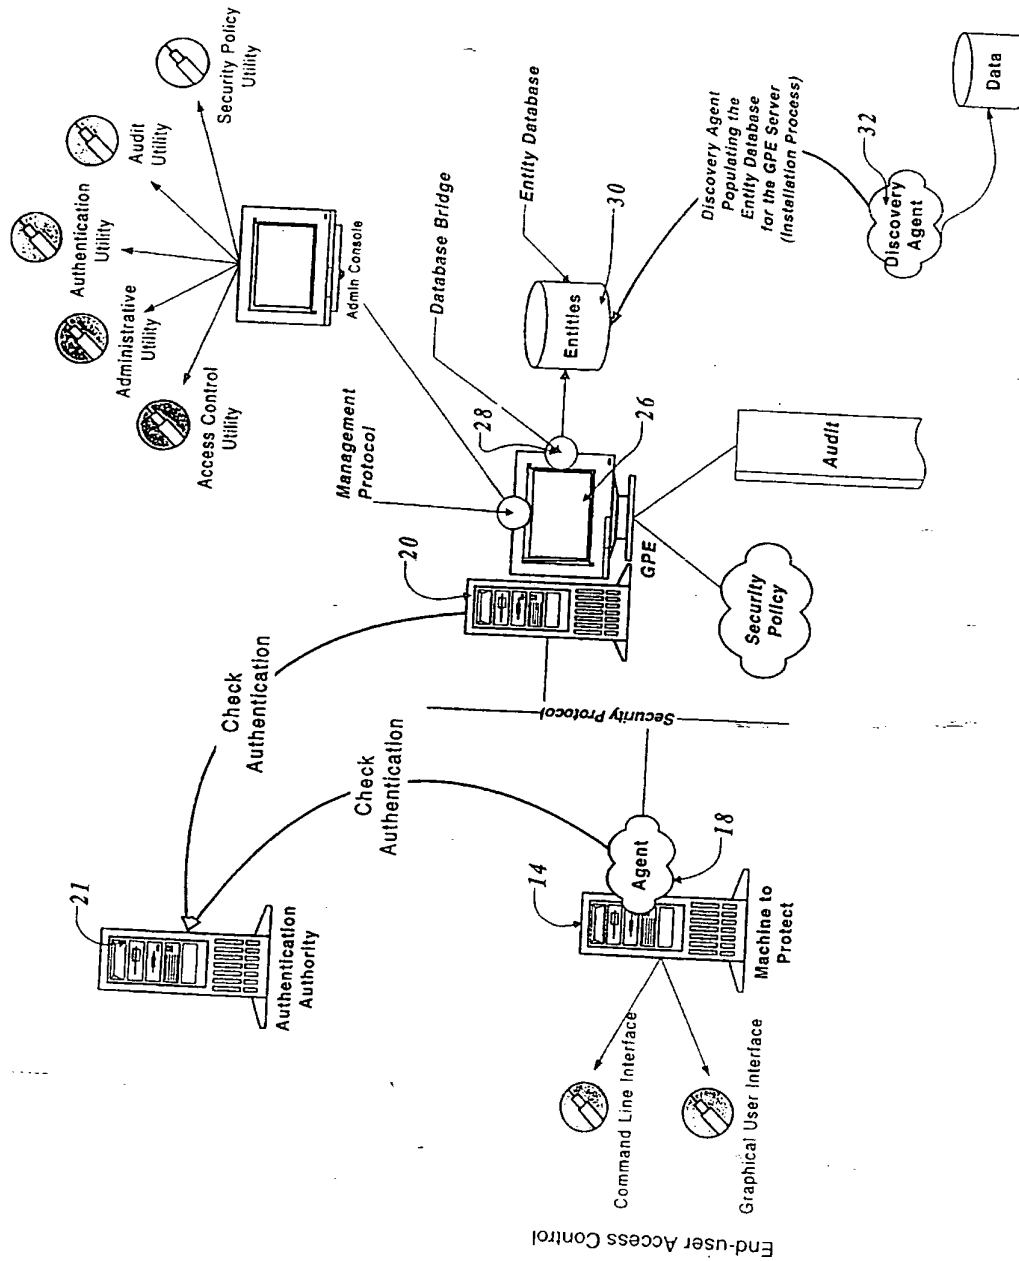 End-user Access Control
Command Line Interface
Graphical User Interface
21
Authentication
Authority
14
Machine to
Protect
Agent
18
Check
Authentication
Check
Authentication
Security Protocol
20
GPE
26
28
Management
Protocol
Database Bridge
Security
Policy
Audit
Entities
30
Entity Database
Admin Console
Access Control
Utility
Administrative
Utility
Authentication
Utility
Audit
Utility
Security Policy
Utility
Discovery Agent
Populating the
Entity Database
for the GPE Server
(Installation Process)
Discovery
Agent
32
Data